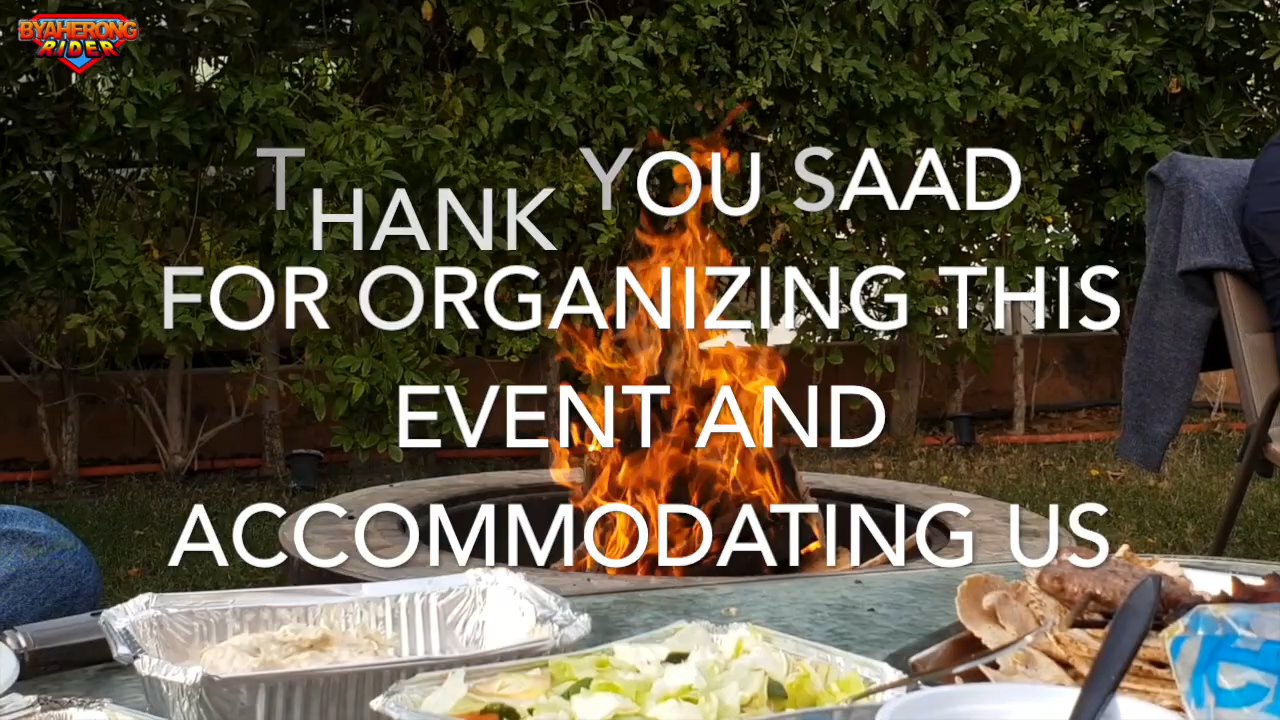 BYAHERONG
RIDER
THANK YOU SAAD
FOR ORGANIZING THIS
EVENT AND
ACCOMMODATING US